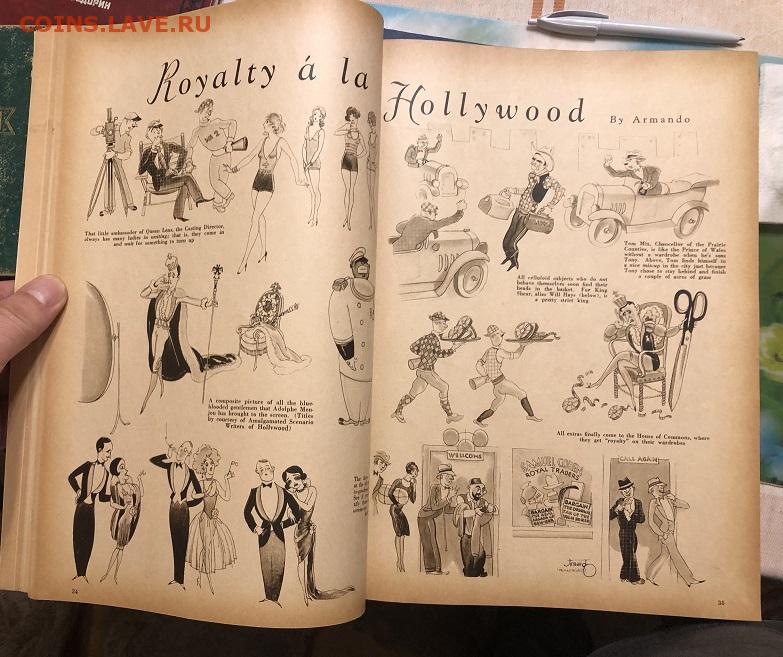 COINS.LAVE.RU
Royalty á la
Hollywood
By Armando
That little ambassador of Queen Lens, the Casting Director,
always has many ladies in waiting; that is, they come in
and wait for something to turn up
Tom Mix, Chancellor of the Prairie
Counties, is like the Prince of Wales
without a wardrobe when he's sans
Tony. Above, Tom finds himself in
a nice mixup in the city just because
Tony chose to stay behind and finish
a couple of acres of grass
All celluloid subjects who do not
behave themselves soon find their
heads in the basket. For King
Shear, alias Will Hays (below), is
a pretty strict king
A composite picture of all the blue-
blooded gentlemen that Adolphe Men-
jou has brought to the screen. (Titles
by courtesy of Amalgamated Scenario
Writers of Hollywood)
All extras finally come to the House of Commons, where
they get "royalty" on their wardrobes
The
at the
WELCOME
SAMUEL COHEN
ROYAL TRADERS
BARGAIN
BARGAIN
CALL AGAIN
34
35